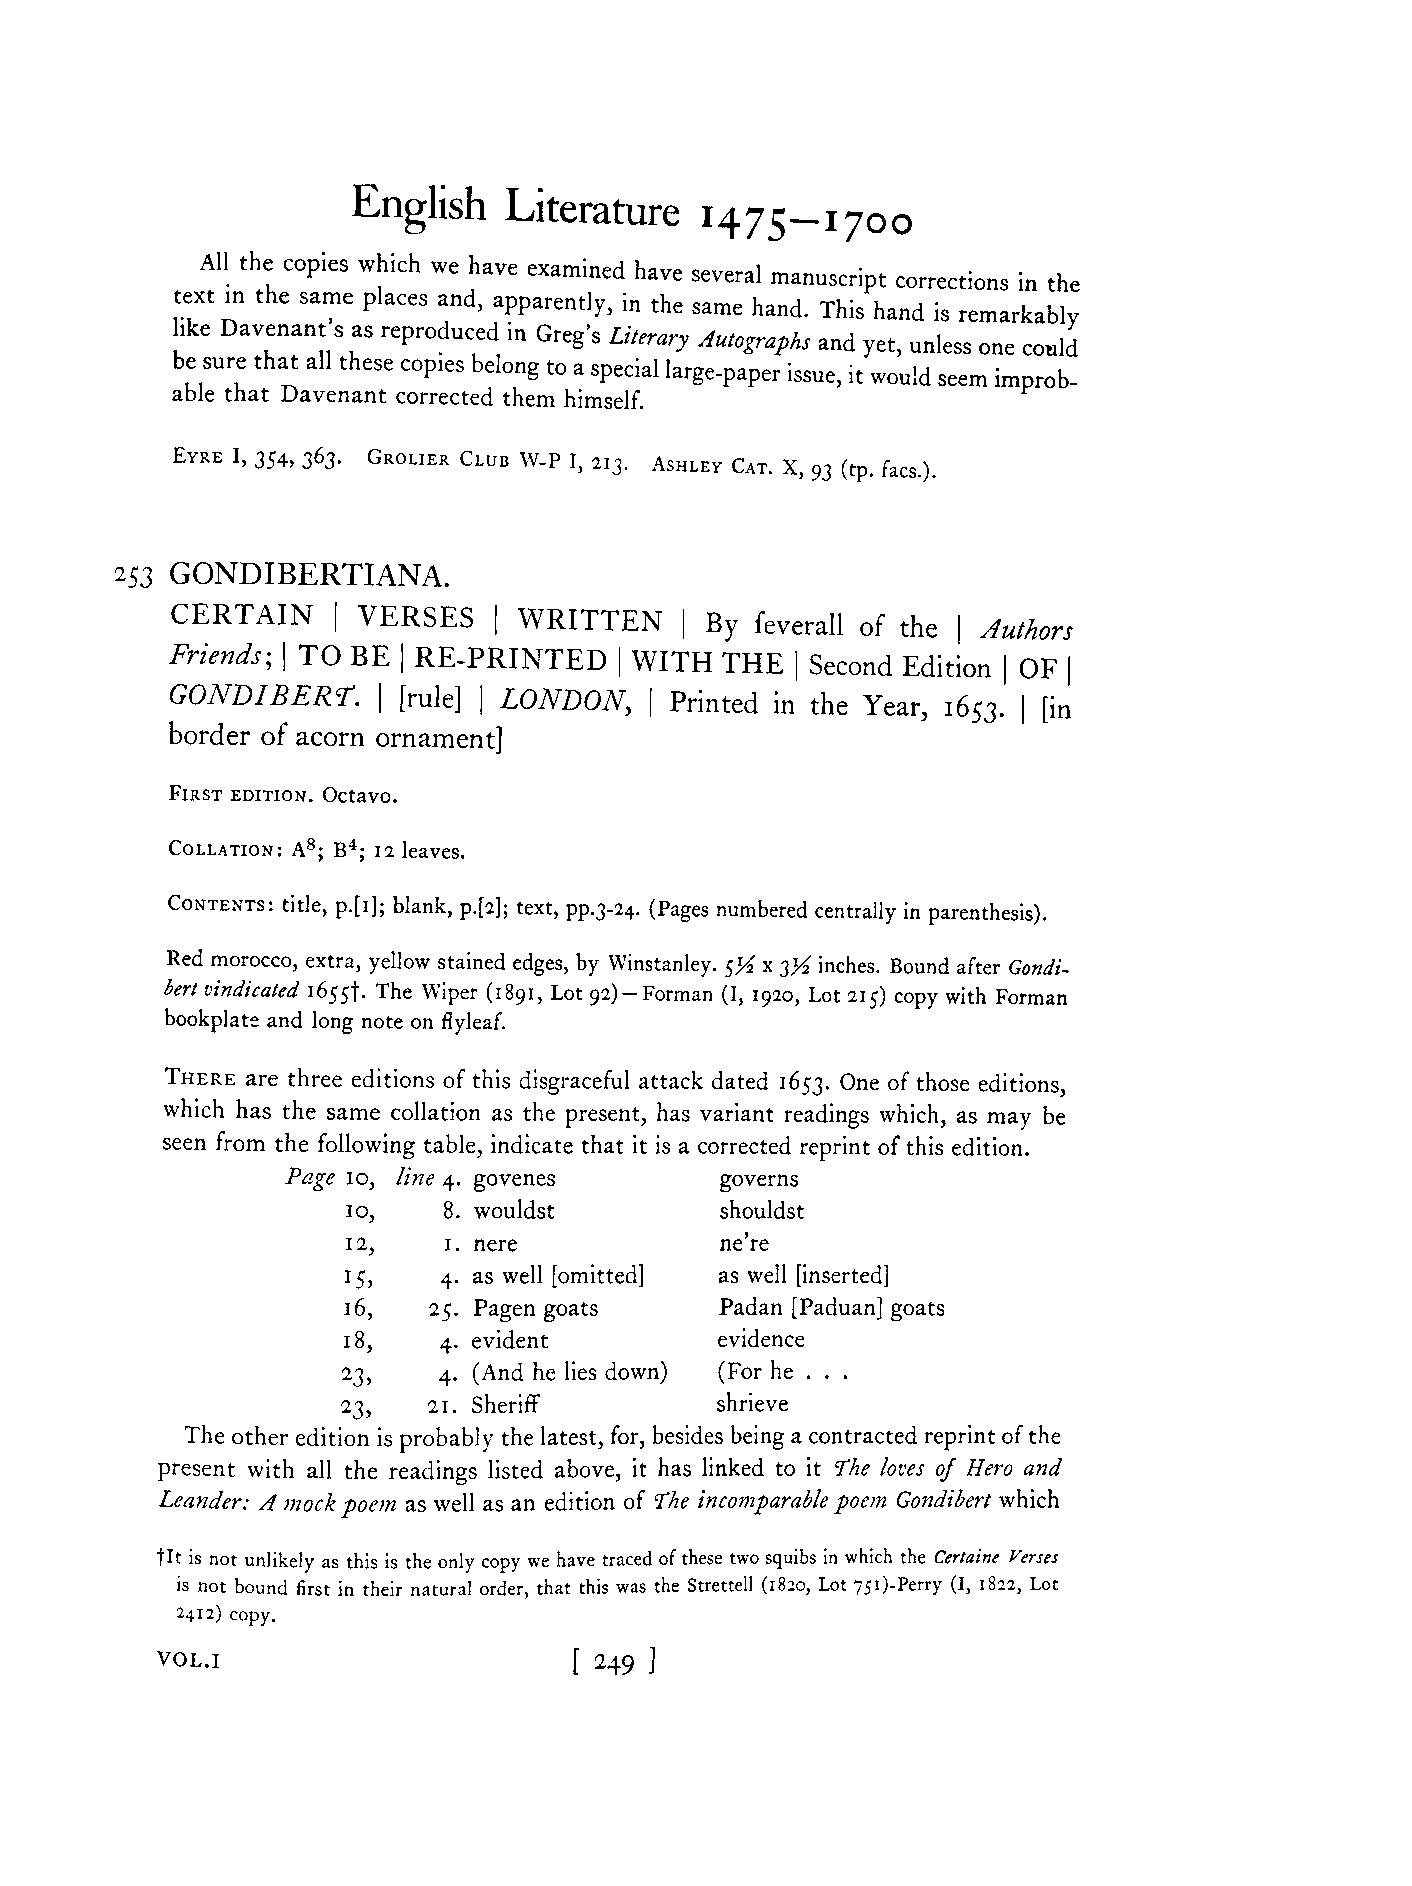 English Literature 1475–1700
All the copies which we have examined have several manuscript corrections in the
text in the same places and, apparently, in the same hand. This hand is remarkably
like Davenant's as reproduced in Greg's Literary Autographs and yet, unless one could
be sure that all these copies belong to a special large-paper issue, it would seem improb-
able that Davenant corrected them himself.
EYRE I, 354, 363. GROLIER CLUB W-P I, 213. ASHLEY CAT. X, 93 (tp. facs.).
253 GONDIBERTIANA.
CERTAIN | VERSES | WRITTEN | By ſeverall of the | Authors
Friends; | TO BE | RE-PRINTED | WITH THE | Second Edition | OF |
GONDIBERT. | [rule] | LONDON, | Printed in the Year, 1653. | [in
border of acorn ornament]
FIRST EDITION. Octavo.
COLLATION: A⁸; B⁴; 12 leaves.
CONTENTS: title, p.[1]; blank, p.[2]; text, pp.3-24. (Pages numbered centrally in parenthesis).
Red morocco, extra, yellow stained edges, by Winstanley. 5½ x 3½ inches. Bound after Gondi-
bert vindicated 1655†. The Wiper (1891, Lot 92)—Forman (I, 1920, Lot 215) copy with Forman
bookplate and long note on flyleaf.
THERE are three editions of this disgraceful attack dated 1653. One of those editions,
which has the same collation as the present, has variant readings which, as may be
seen from the following table, indicate that it is a corrected reprint of this edition.
Page 10, line 4. govenes governs
10, 8. wouldst shouldst
12, 1. nere ne're
15, 4. as well [omitted] as well [inserted]
16, 25. Pagen goats Padan [Paduan] goats
18, 4. evident evidence
23, 4. (And he lies down) (For he . . .
23, 21. Sheriff shrieve
The other edition is probably the latest, for, besides being a contracted reprint of the
present with all the readings listed above, it has linked to it The loves of Hero and
Leander: A mock poem as well as an edition of The incomparable poem Gondibert which
†It is not unlikely as this is the only copy we have traced of these two squibs in which the Certaine Verses
is not bound first in their natural order, that this was the Strettell (1820, Lot 751)-Perry (I, 1822, Lot
2412) copy.
VOL.I [ 249 ]